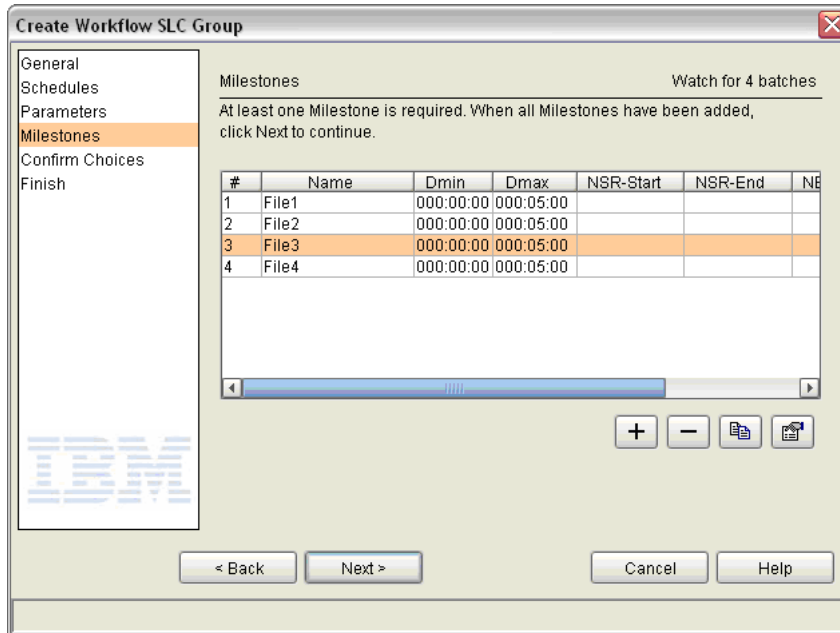 Create Workflow SLC Group
General
Schedules
Parameters
Milestones
Confirm Choices
Finish
IBM
Milestones Watch for 4 batches
At least one Milestone is required. When all Milestones have been added,
click Next to continue.
# Name Dmin Dmax NSR-Start NSR-End
1 File1 000:00:00 000:05:00
2 File2 000:00:00 000:05:00
3 File3 000:00:00 000:05:00
4 File4 000:00:00 000:05:00
< Back Next > Cancel Help